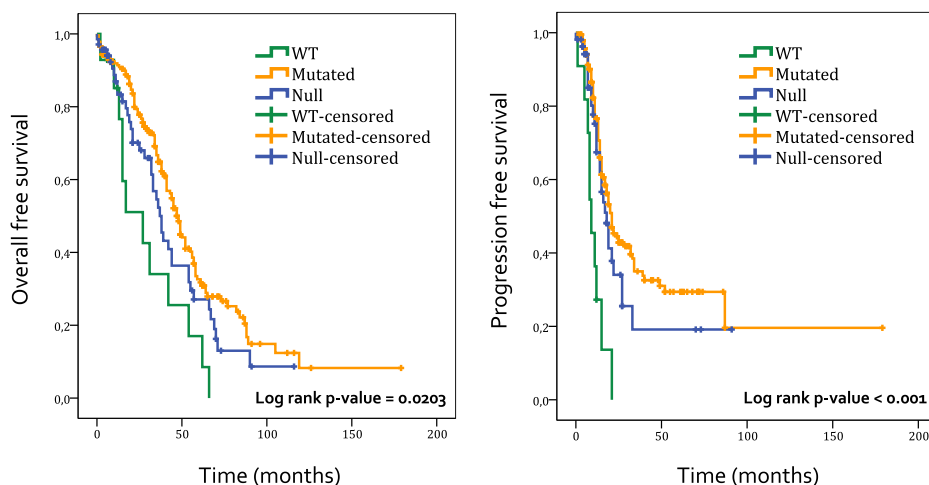 Overall free survival
1,0
0,8
0,6
0,4
0,2
0,0
WT
Mutated
Null
WT-censored
Mutated-censored
Null-censored
Log rank p-value = 0.0203
0 50 100 150 200
Time (months)
Progression free survival
1,0
0,8
0,6
0,4
0,2
0,0
WT
Mutated
Null
WT-censored
Mutated-censored
Null-censored
Log rank p-value < 0.001
0 50 100 150 200
Time (months)